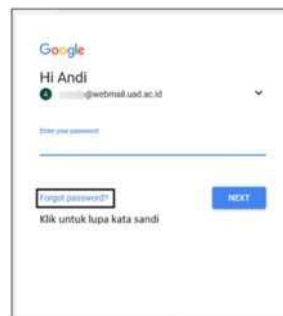 Google
Hi Andi
A @webmail.uad.ac.id
Enter your password
Forgot password?
NEXT
Klik untuk lupa kata sandi